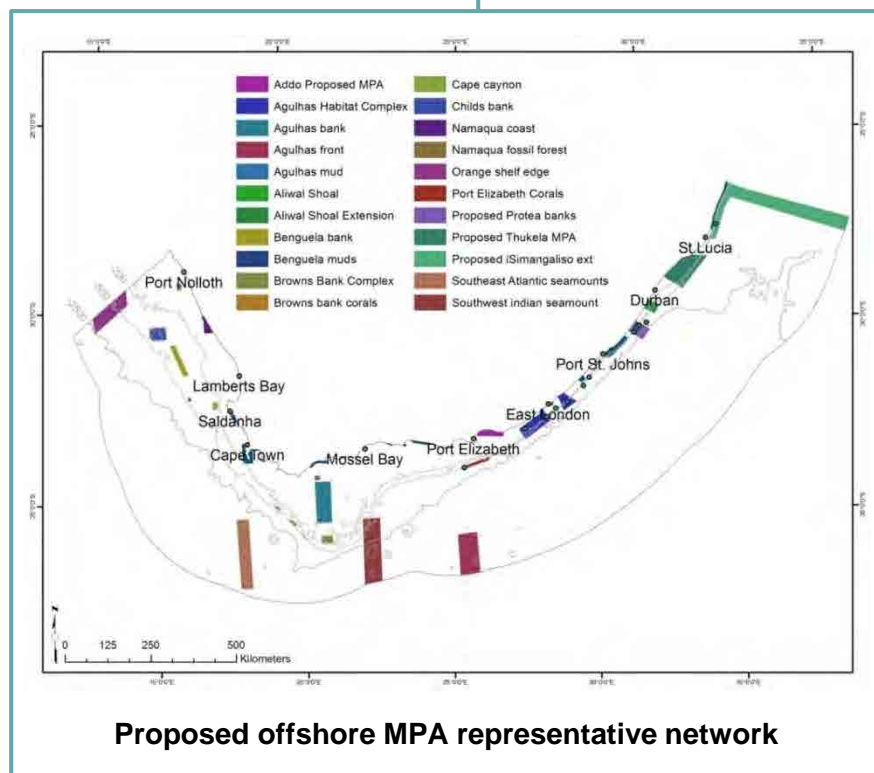 Addo Proposed MPA
Agulhas Habitat Complex
Agulhas bank
Agulhas front
Agulhas mud
Aliwal Shoal
Aliwal Shoal Extension
Benguela bank
Benguela muds
Browns Bank Complex
Browns bank corals
Cape caynon
Childs bank
Namaqua coast
Namaqua fossil forest
Orange shelf edge
Port Elizabeth Corals
Proposed Protea banks
Proposed Thukela MPA
Proposed iSimangaliso ext
Southeast Atlantic seamounts
Southwest indian seamount
St.Lucia
Port Nolloth
Durban
Port St. Johns
Lamberts Bay
East London
Saldanha
Port Elizabeth
Cape Town
Mossel Bay
0 125 250 500
Kilometers
Proposed offshore MPA representative network